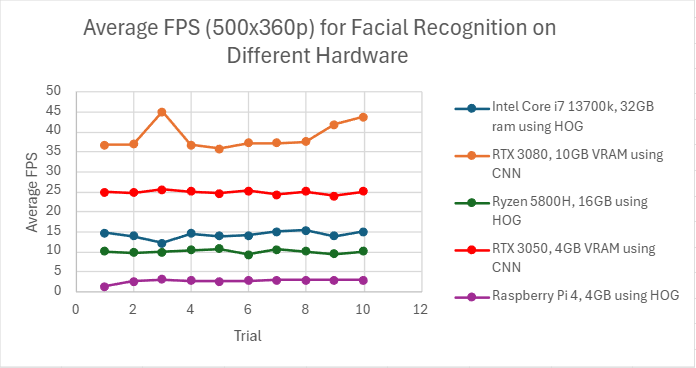 Average FPS (500x360p) for Facial Recognition on
Different Hardware
50
45
40
35
30
25
20
15
10
5
0
Average FPS
0
2
4
6
8
10
12
Trial
Intel Core i7 13700k, 32GB
ram using HOG
RTX 3080, 10GB VRAM using
CNN
Ryzen 5800H, 16GB using
HOG
RTX 3050, 4GB VRAM using
CNN
Raspberry Pi 4, 4GB using HOG